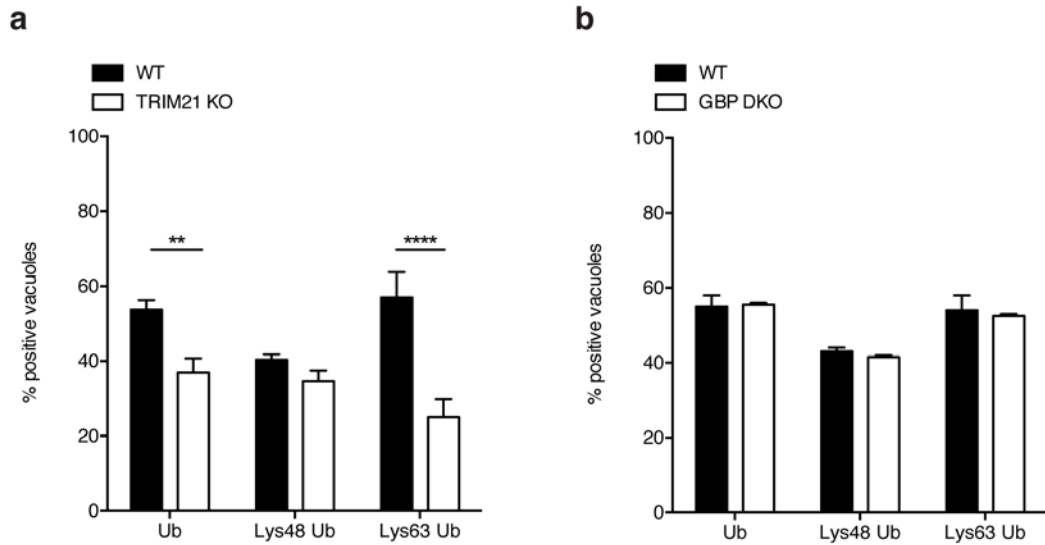 a
WT
TRIM21 KO
100
80
60
40
20
0
% positive vacuoles
**
****
Ub
Lys48 Ub
Lys63 Ub
b
WT
GBP DKO
100
80
60
40
20
0
% positive vacuoles
Ub
Lys48 Ub
Lys63 Ub